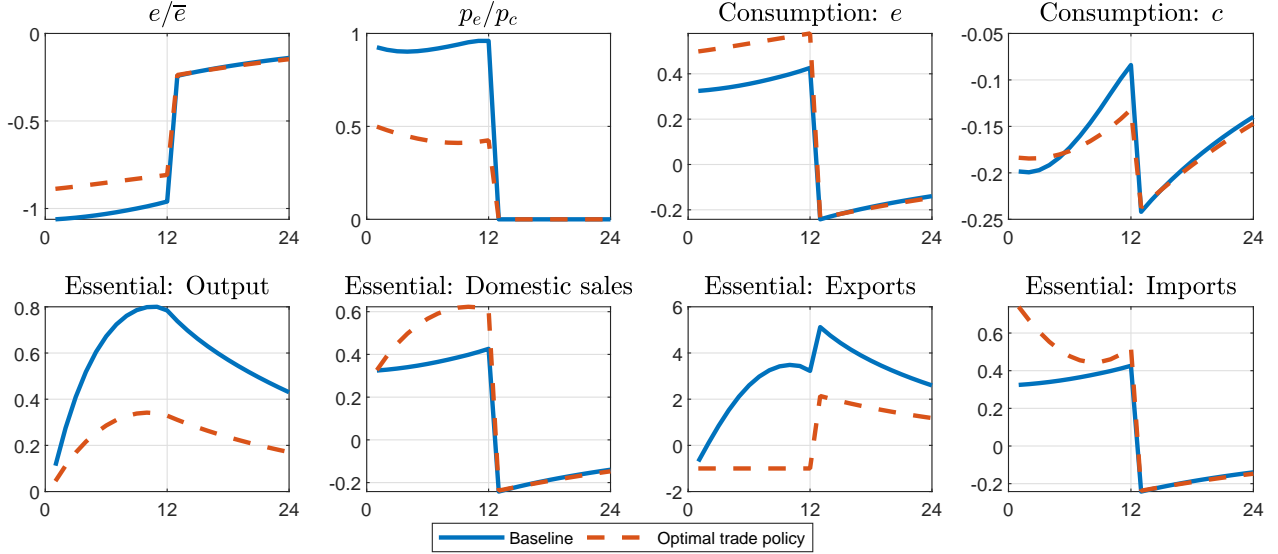 e/e̅
0
-0.5
-1
0 12 24
p_e/p_c
1
0.5
0
0 12 24
Consumption: e
0.4
0.2
0
-0.2
0 12 24
Consumption: c
-0.05
-0.1
-0.15
-0.2
-0.25
0 12 24
Essential: Output
0.8
0.6
0.4
0.2
0
0 12 24
Essential: Domestic sales
0.6
0.4
0.2
0
-0.2
0 12 24
Essential: Exports
6
4
2
0
-2
0 12 24
Essential: Imports
0.6
0.4
0.2
0
-0.2
0 12 24
Baseline Optimal trade policy